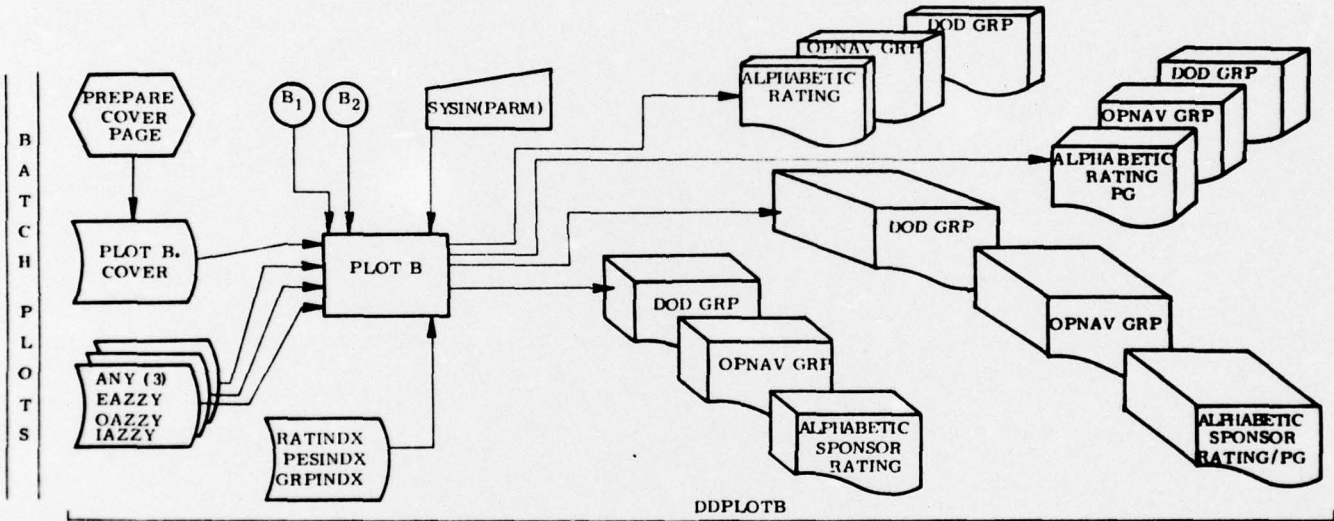 BATCH PLOTS
PREPARE
COVER
PAGE
B1
B2
SYSIN(PARM)
PLOT B.
COVER
PLOT B
ANY (3)
EAZZY
OAZZY
IAZZY
RATINDX
PESINDX
GRPINDX
DOD GRP
OPNAV GRP
ALPHABETIC
RATING
DOD GRP
OPNAV GRP
ALPHABETIC
RATING
PG
DOD GRP
OPNAV GRP
ALPHABETIC
SPONSOR
RATING/PG
DOD GRP
OPNAV GRP
ALPHABETIC
SPONSOR
RATING
DDPLOTB